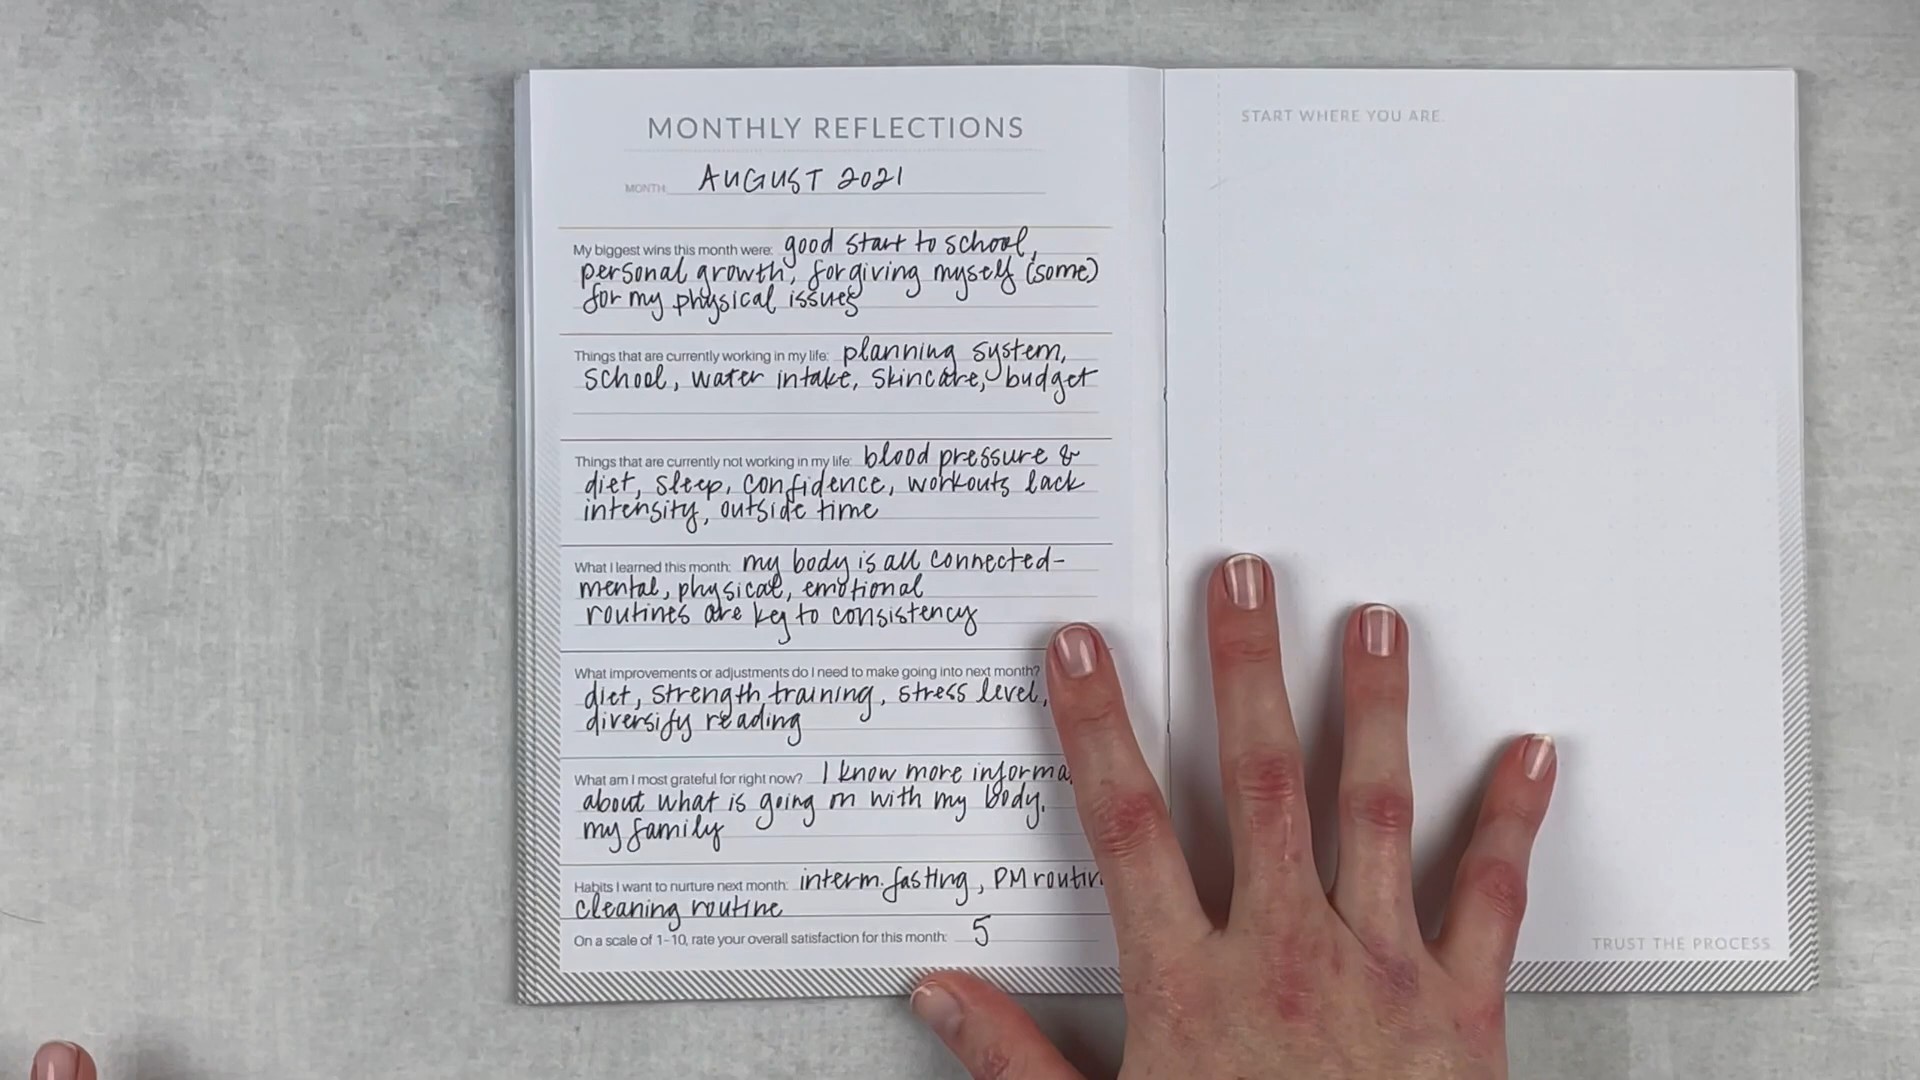 MONTHLY REFLECTIONS
MONTH: AUGUST 2021
My biggest wins this month were: good start to school,
personal growth, forgiving myself (some)
for my physical issues
Things that are currently working in my life: planning system,
school, water intake, skincare, budget
Things that are currently not working in my life: blood pressure &
diet, sleep, confidence, workouts lack
intensity, outside time
What I learned this month: my body is all connected-
mental, physical, emotional
routines are key to consistency
What improvements or adjustments do I need to make going into next month?
diet, strength training, stress level,
diversify reading
What am I most grateful for right now? I know more
about what is going on with my body.
my family
Habits I want to nurture next month: interm. fasting, PM
cleaning routine
On a scale of 1-10, rate your overall satisfaction for this month: 5
START WHERE YOU ARE.
TRUST THE PROCESS